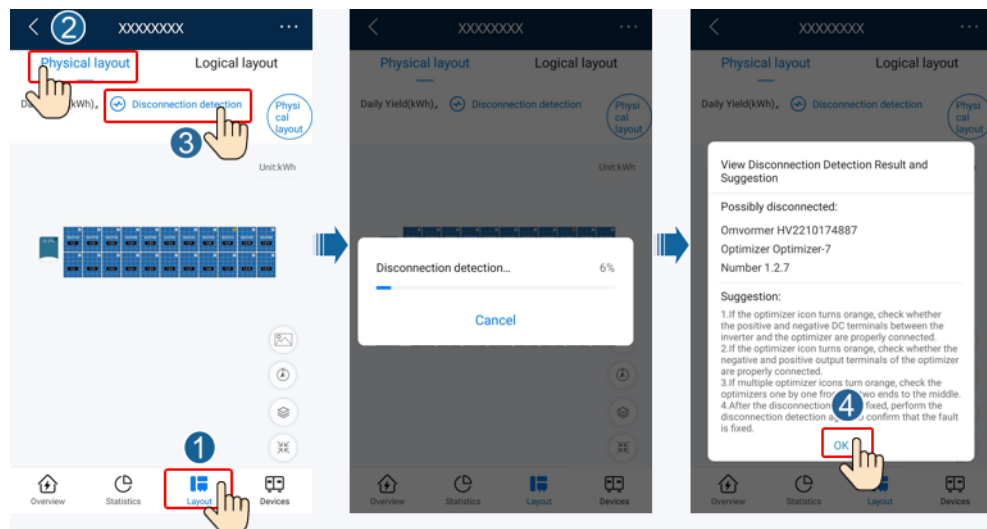 2
XXXXXXXX
Physical layout
Logical layout
Disconnection detection
Physi
cal
layout
3
Unit:kWh
1
Overview
Statistics
Layout
Devices
XXXXXXXX
Physical layout
Logical layout
Daily Yield(kWh)
Disconnection detection
Physi
cal
layout
Unit:kWh
Disconnection detection...
6%
Cancel
Overview
Statistics
Layout
Devices
XXXXXXXX
Physical layout
Logical layout
Daily Yield(kWh)
Disconnection detection
Physi
cal
layout
View Disconnection Detection Result and
Suggestion
Possibly disconnected:
Omvormer HV2210174887
Optimizer Optimizer-7
Number 1.2.7
Suggestion:
1.If the optimizer icon turns orange, check whether
the positive and negative DC terminals between the
inverter and the optimizer are properly connected.
2.If the optimizer icon turns orange, check whether the
negative and positive output terminals of the optimizer
are properly connected.
3.If multiple optimizer icons turn orange, check the
optimizers one by one two ends to the middle.
4.After the disconnection fixed, perform the
disconnection detection confirm that the fault
is fixed.
4
OK
Overview
Statistics
Layout
Devices